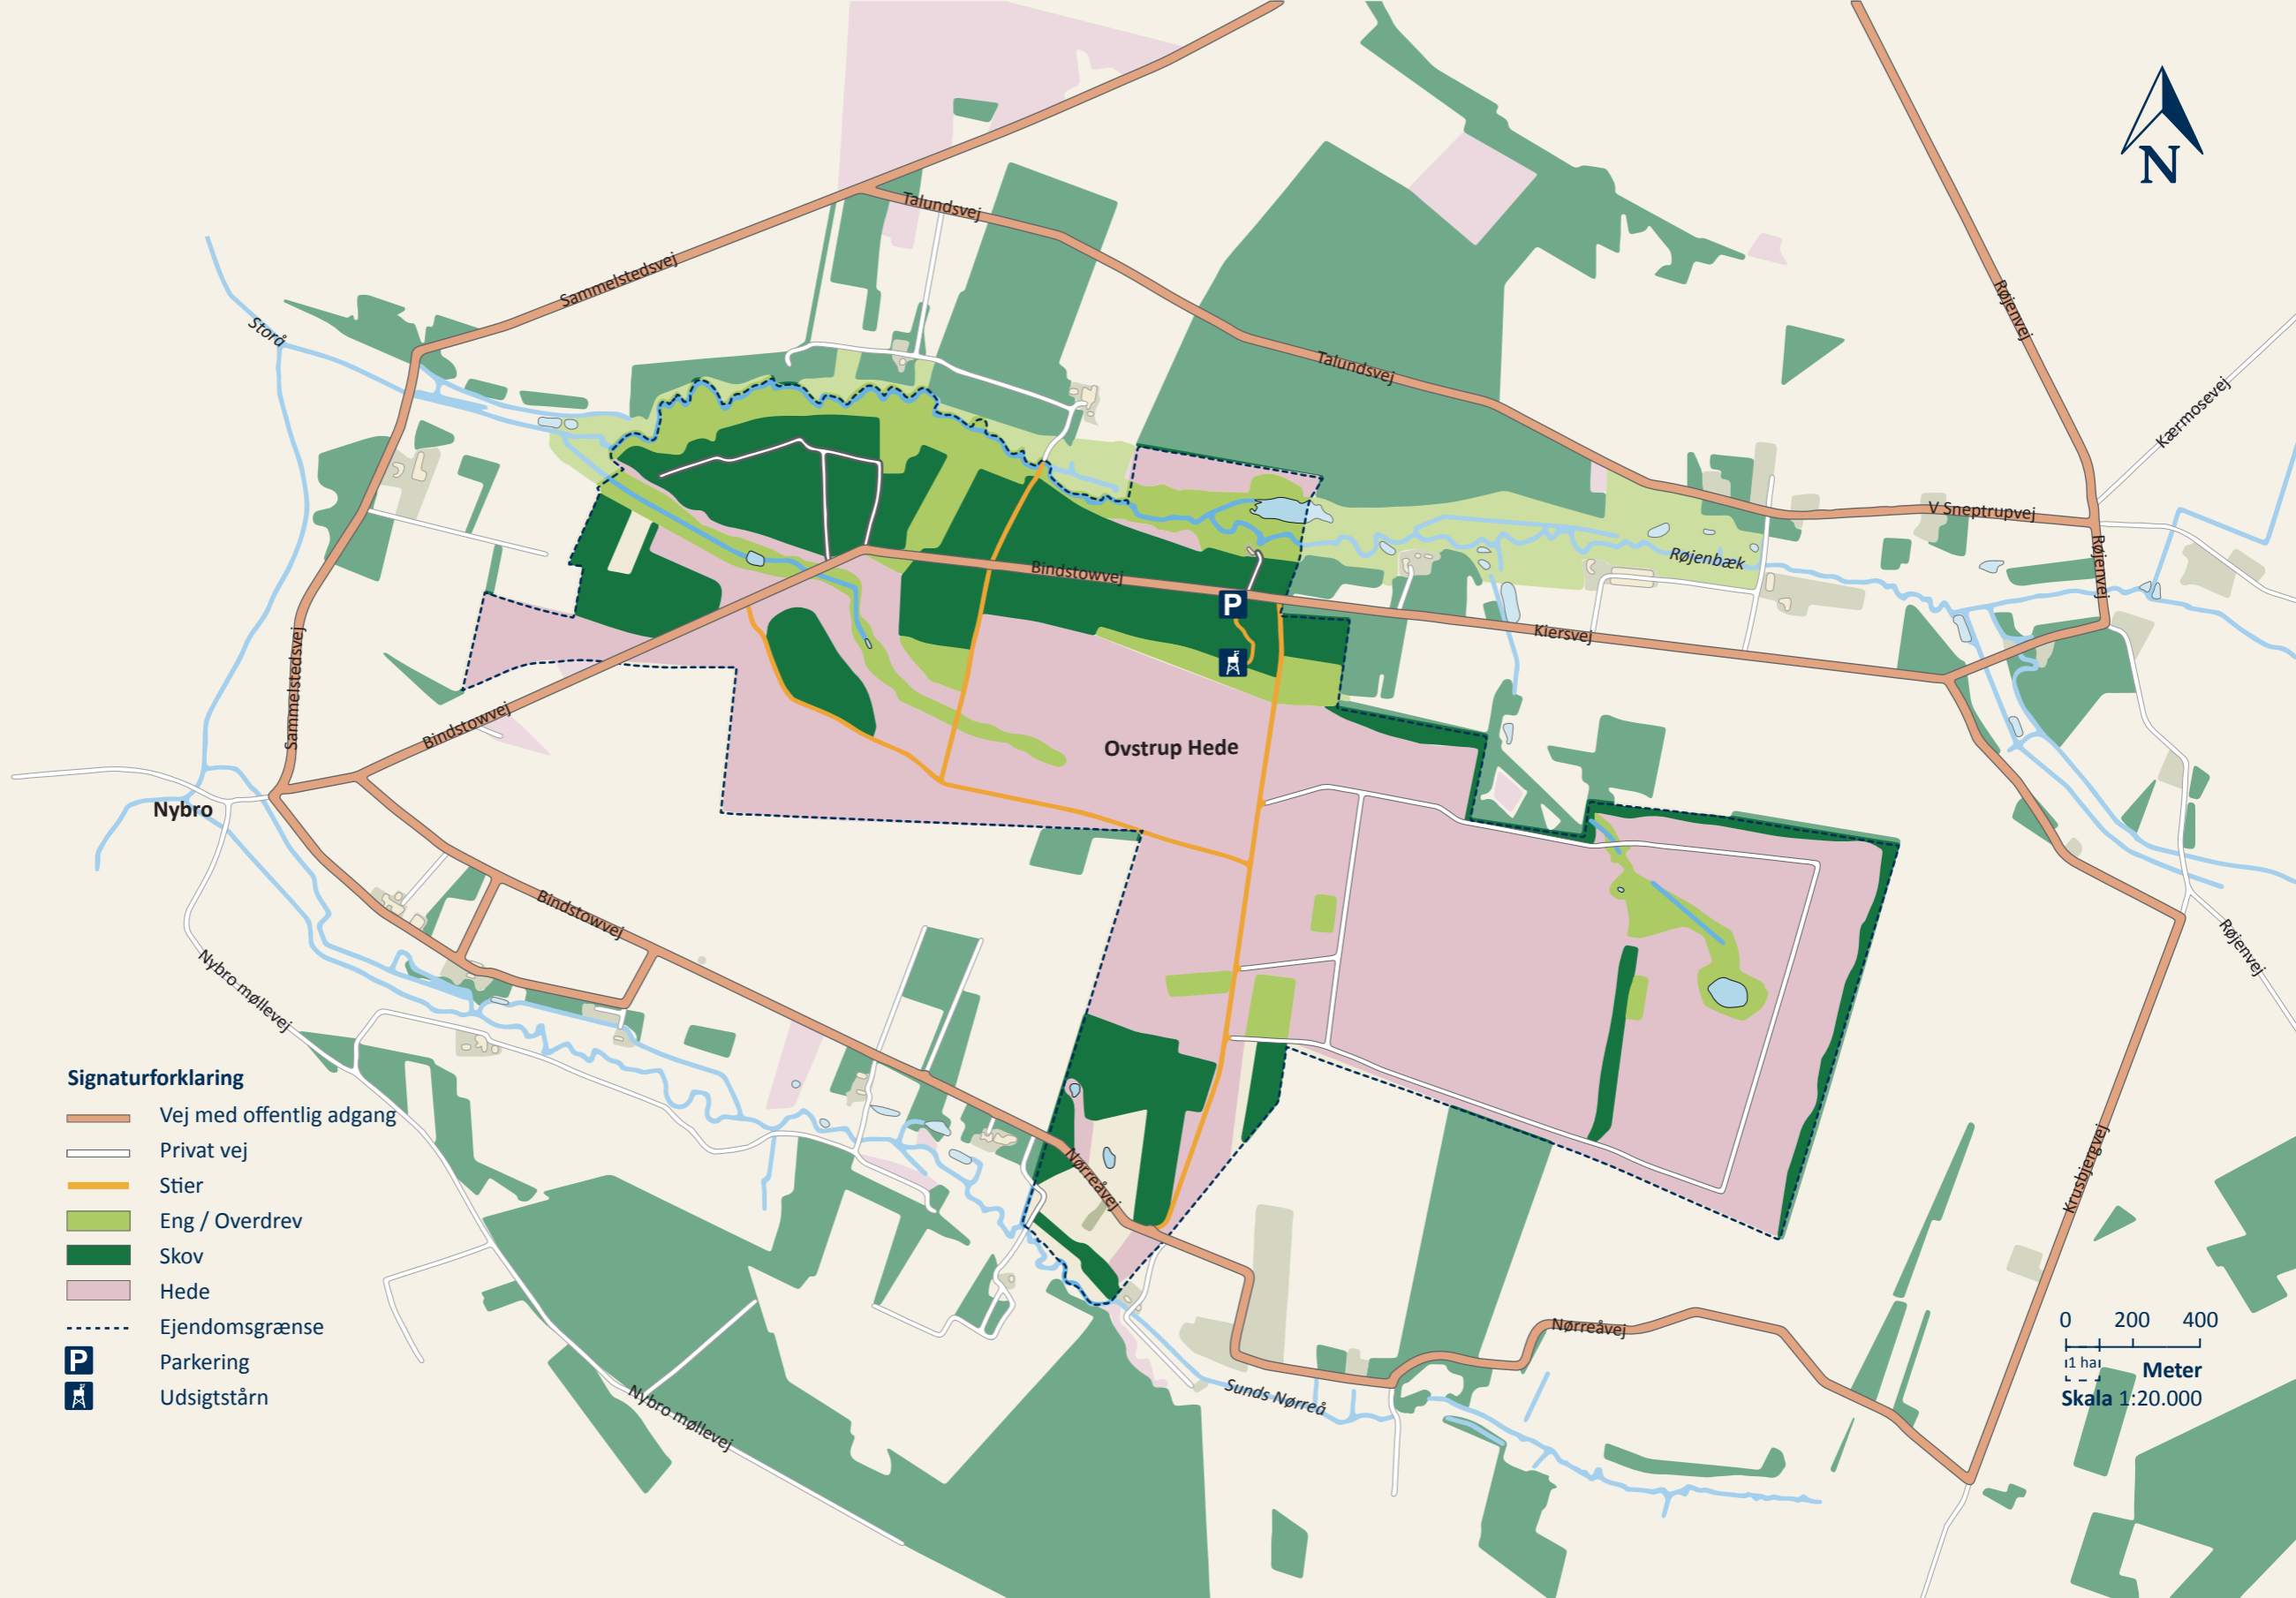 N
Talundsvej
Sammelstedsvej
Røjenvej
Storå
Talundsvej
Kærmosevej
V Sneptrupvej
Røjenbæk
Røjenvej
Bindstowvej
P
Kiersvej
Sammelstedsvej
Bindstowvej
Ovstrup Hede
Nybro
Bindstowvej
Røjenvej
Nybro møllevej
Nørreåvej
Krusbjergvej
Signaturforklaring
Vej med offentlig adgang
Privat vej
Stier
Eng / Overdrev
Skov
Hede
Ejendomsgrænse
P Parkering
Udsigtstårn
Nørreåvej
Sunds Nørreå
Nybro møllevej
0 200 400
1 ha Meter
Skala 1:20.000